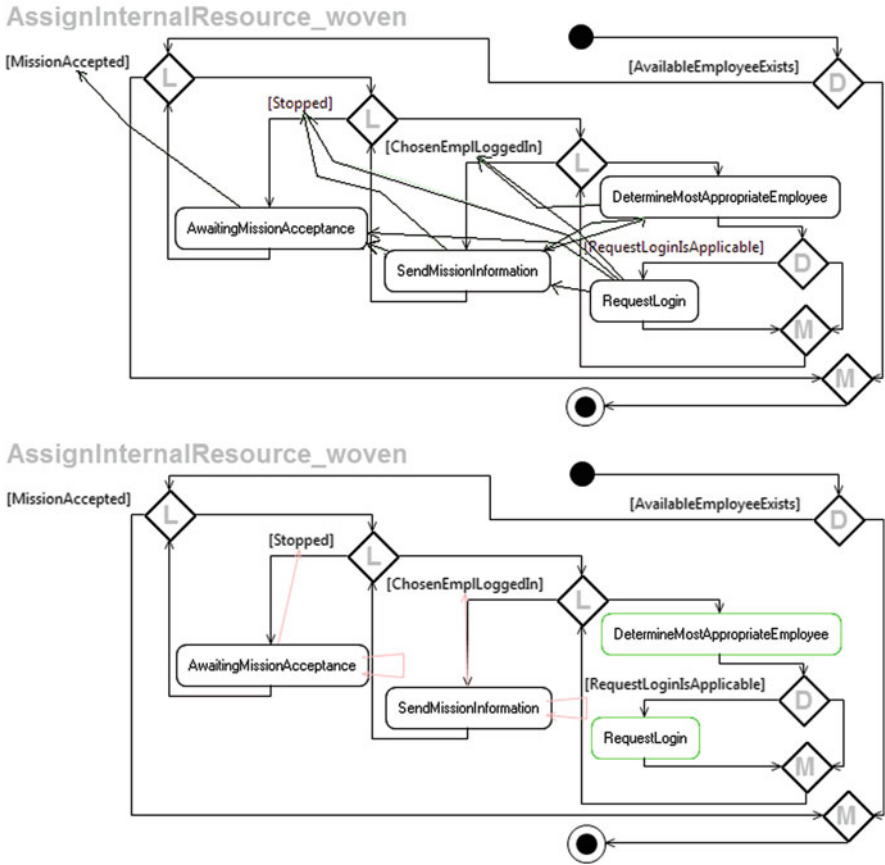 AssignInternalResource_woven
[MissionAccepted]
L
[AvailableEmployeeExists]
D
[Stopped]
L
[ChosenEmplLoggedIn]
L
DetermineMostAppropriateEmployee
AwaitingMissionAcceptance
[RequestLoginIsApplicable]
D
SendMissionInformation
RequestLogin
M
M
AssignInternalResource_woven
[MissionAccepted]
L
[AvailableEmployeeExists]
D
[Stopped]
L
[ChosenEmplLoggedIn]
L
DetermineMostAppropriateEmployee
AwaitingMissionAcceptance
[RequestLoginIsApplicable]
D
SendMissionInformation
RequestLogin
M
M